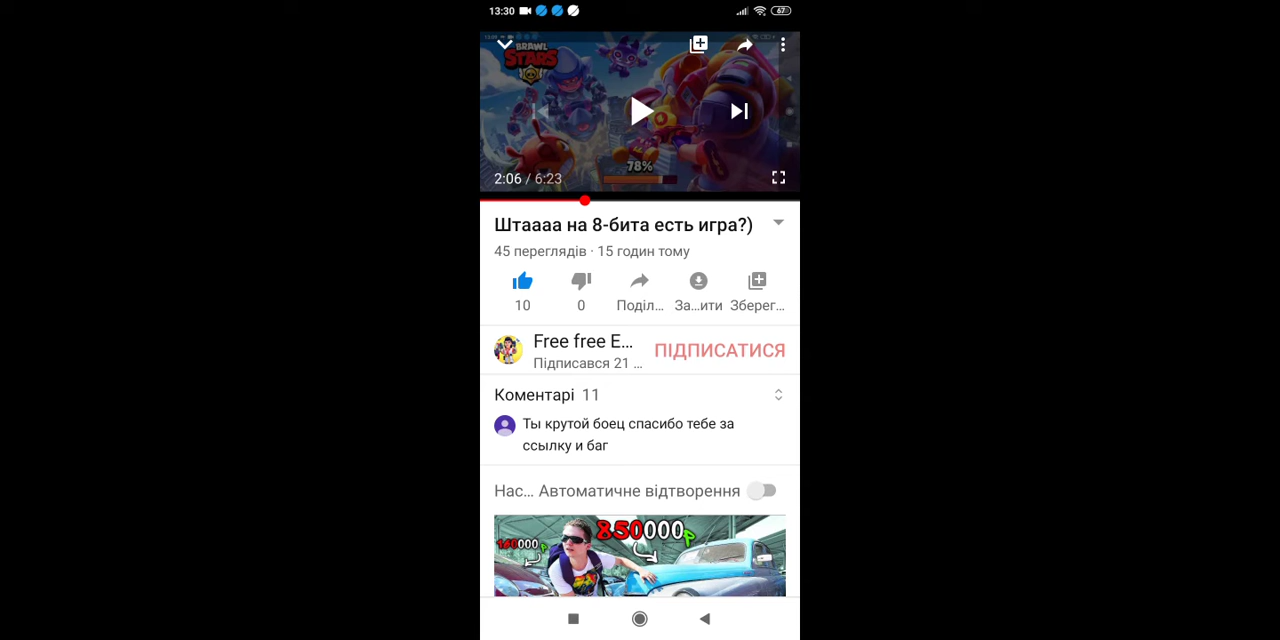 13:30
67
BRAWL
STARS
78%
2:06 / 6:23
Штаааа на 8-бита есть игра?)
45 переглядів · 15 годин тому
10
0
Поділ...
За...ити
Зберег...
Free free E...
ПІДПИСАТИСЯ
Підписався 21 ...
Коментарі 11
Ты крутой боец спасибо тебе за
ссылку и баг
Нас... Автоматичне відтворення
850000₽